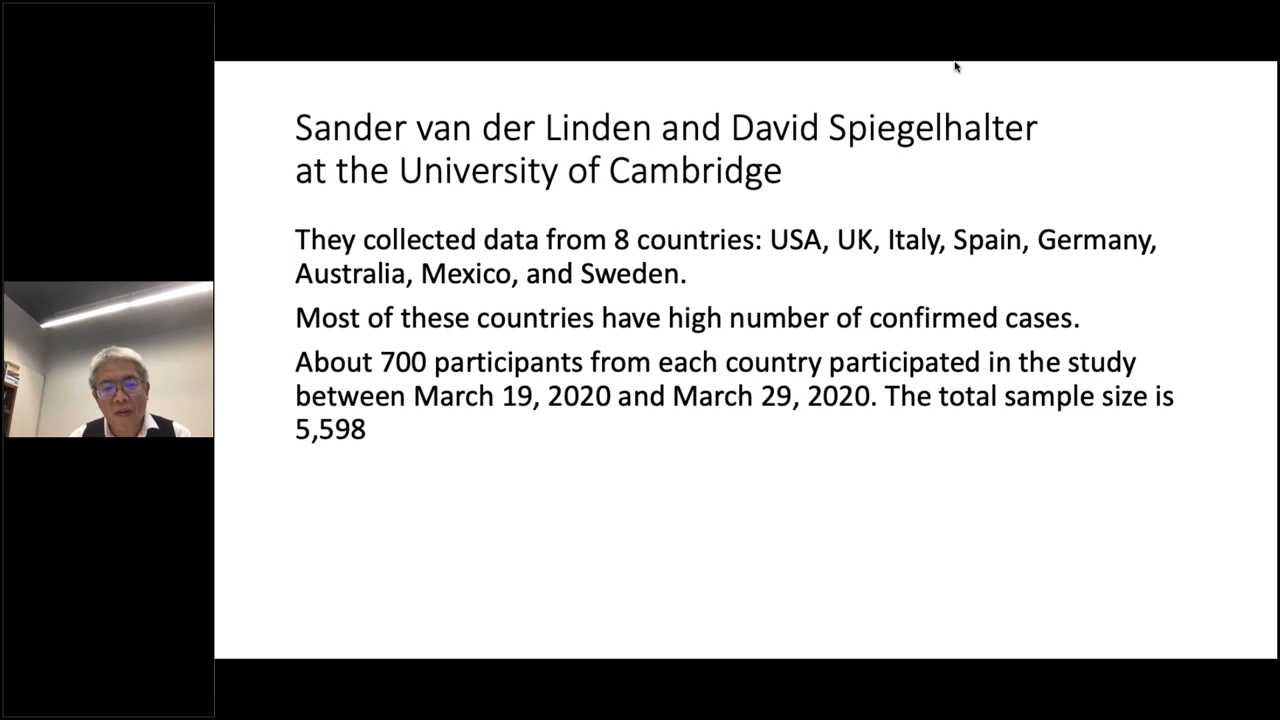 Sander van der Linden and David Spiegelhalter
at the University of Cambridge
They collected data from 8 countries: USA, UK, Italy, Spain, Germany,
Australia, Mexico, and Sweden.
Most of these countries have high number of confirmed cases.
About 700 participants from each country participated in the study
between March 19, 2020 and March 29, 2020. The total sample size is
5,598